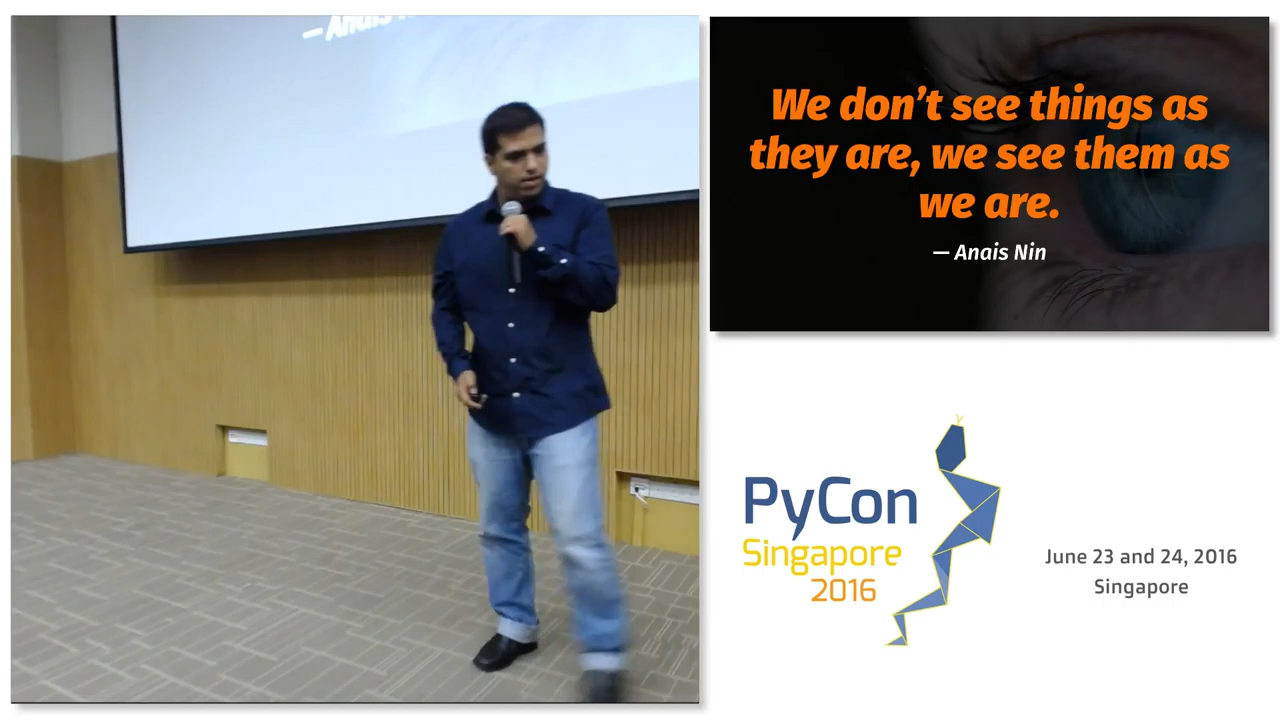 — Anais
We don't see things as
they are, we see them as
we are.
— Anais Nin
PyCon
Singapore
2016
June 23 and 24, 2016
Singapore